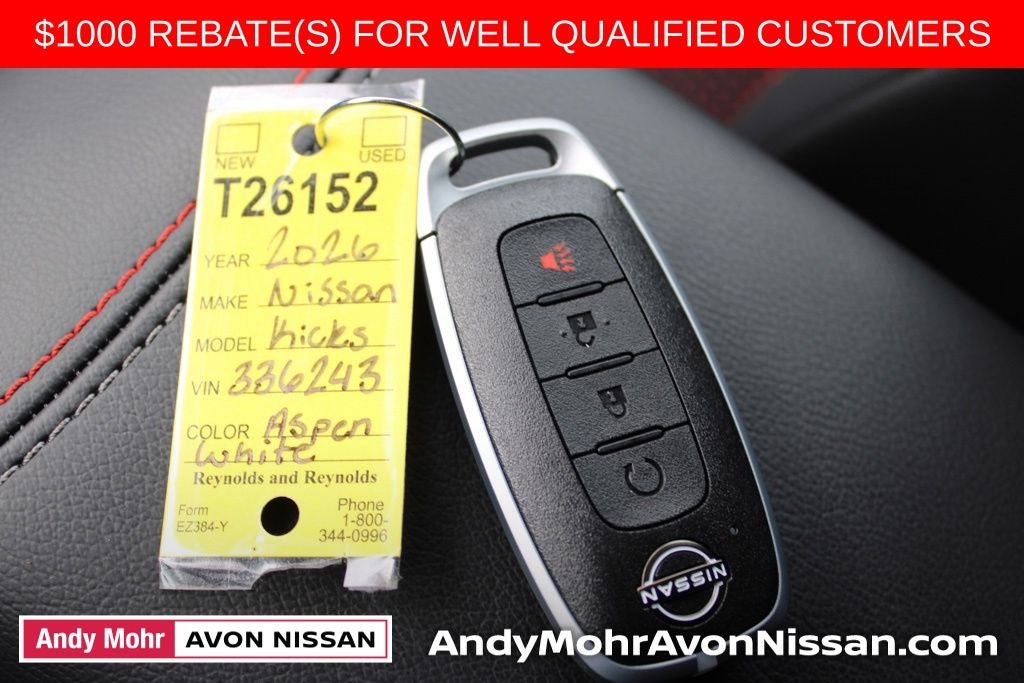 $1000 REBATE(S) FOR WELL QUALIFIED CUSTOMERS
NEW USED
T26152
YEAR 2026
MAKE Nissan
MODEL Kicks
VIN 336243
COLOR Aspen
White
Reynolds and Reynolds
Form
EZ384-Y
Phone
1-800-
344-0996
NISSAN
Andy Mohr AVON NISSAN
AndyMohrAvonNissan.com